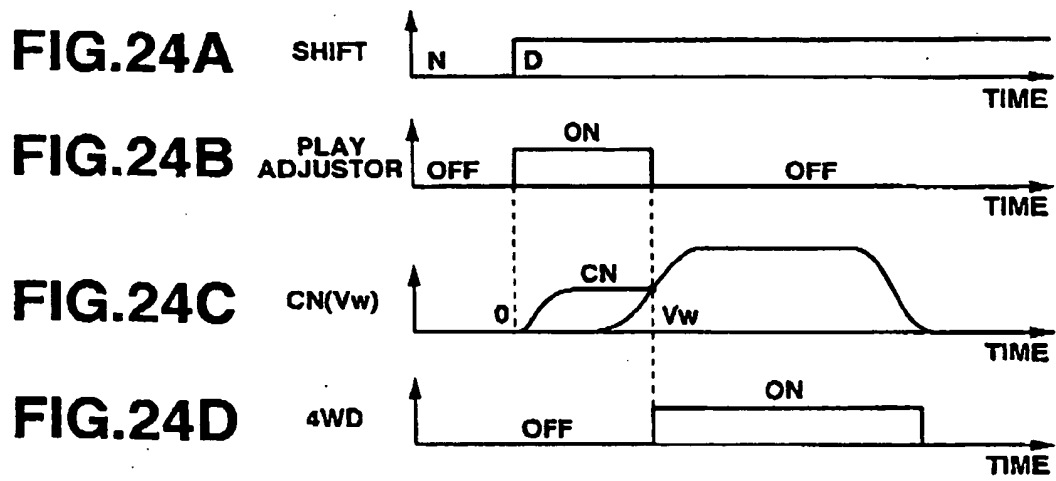 FIG.24A SHIFT N D TIME
FIG.24B PLAY ADJUSTOR OFF ON OFF TIME
FIG.24C CN(Vw) 0 CN Vw TIME
FIG.24D 4WD OFF ON TIME